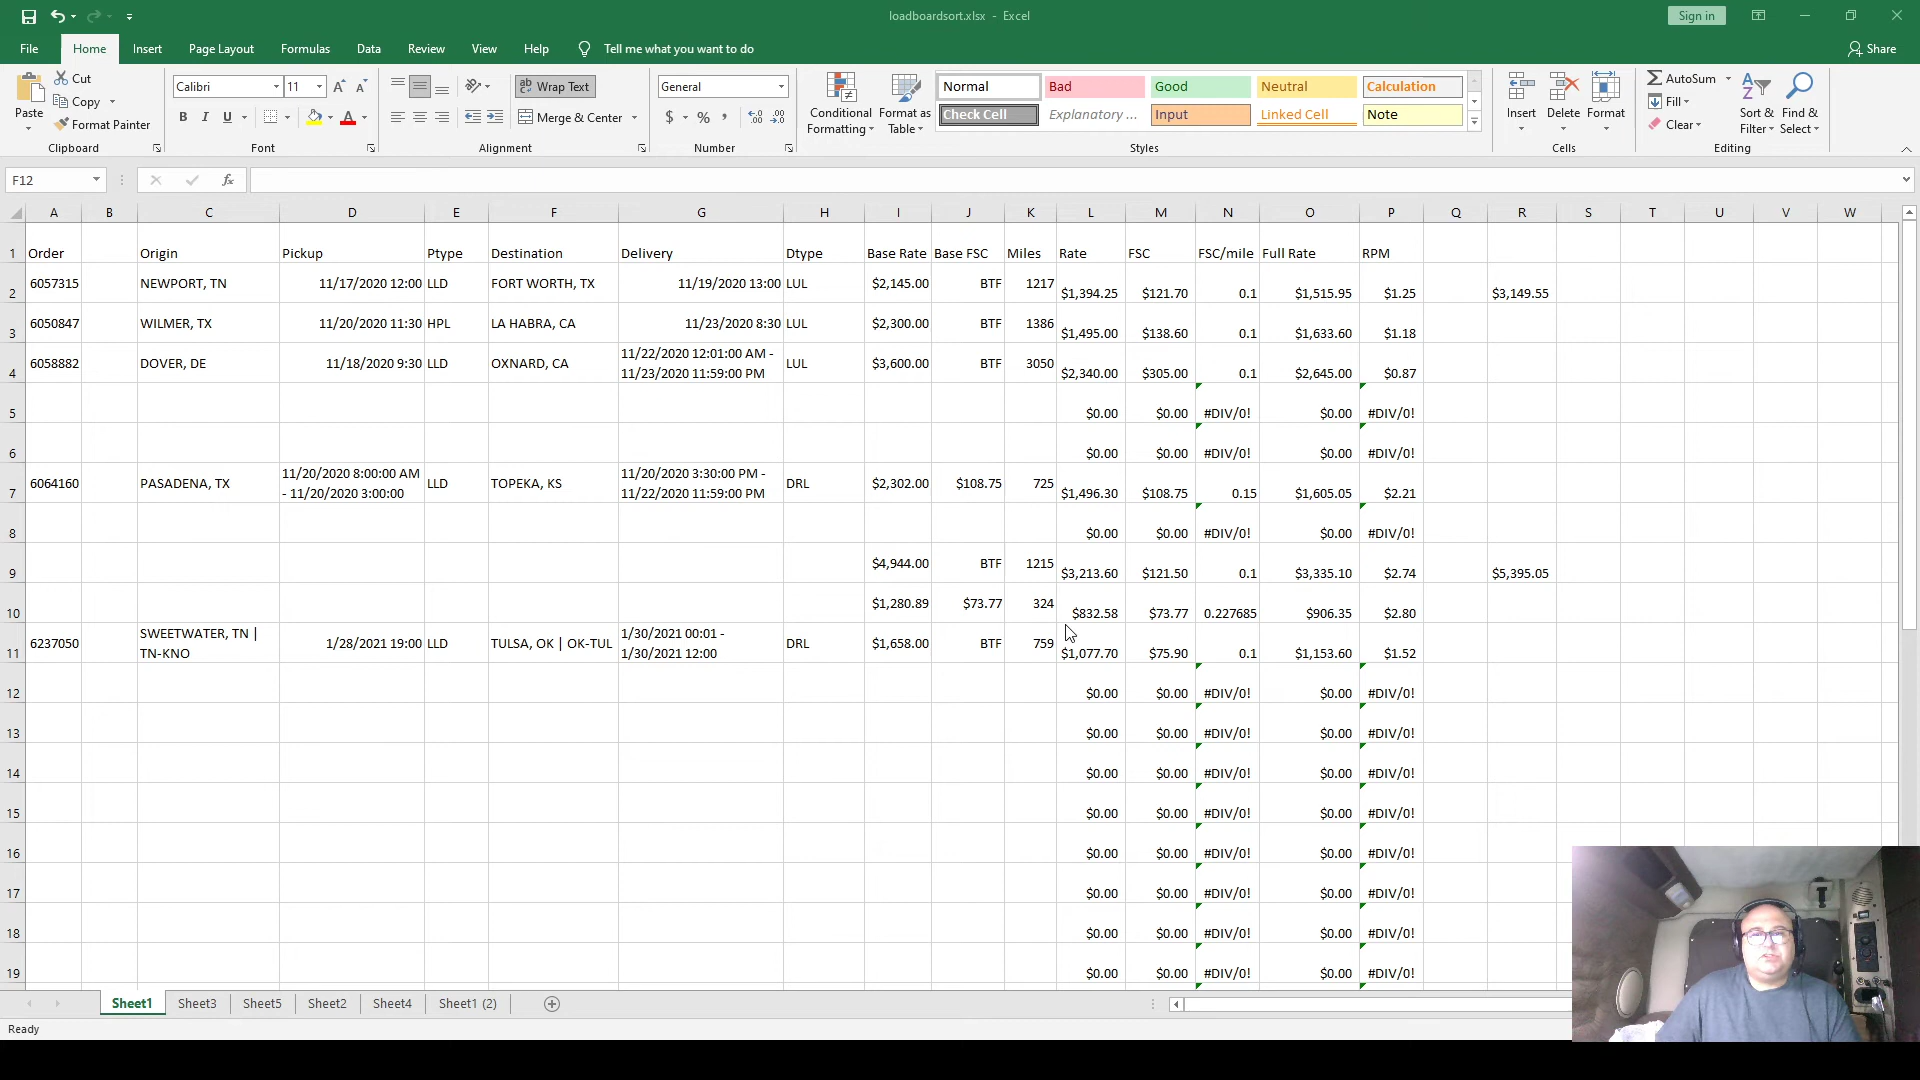 loadboardsort.xlsx - Excel
Sign in
File Home Insert Page Layout Formulas Data Review View Help Tell me what you want to do Share
Paste
Cut
Copy
Format Painter
Clipboard
Calibri 11
B I U
Font
Wrap Text
Merge & Center
Alignment
General
$ % ,
Number
Conditional Formatting
Format as Table
Normal Bad Good Neutral Calculation
Check Cell Explanatory ... Input Linked Cell Note
Styles
Insert Delete Format
Cells
AutoSum
Fill
Clear
Sort & Filter
Find & Select
Editing
F12 fx
A B C D E F G H I J K L M N O P Q R S T U V W
1 Order Origin Pickup Ptype Destination Delivery Dtype Base Rate Base FSC Miles Rate FSC FSC/mile Full Rate RPM
2 6057315 NEWPORT, TN 11/17/2020 12:00 LLD FORT WORTH, TX 11/19/2020 13:00 LUL $2,145.00 BTF 1217 $1,394.25 $121.70 0.1 $1,515.95 $1.25 $3,149.55
3 6050847 WILMER, TX 11/20/2020 11:30 HPL LA HABRA, CA 11/23/2020 8:30 LUL $2,300.00 BTF 1386 $1,495.00 $138.60 0.1 $1,633.60 $1.18
4 6058882 DOVER, DE 11/18/2020 9:30 LLD OXNARD, CA 11/22/2020 12:01:00 AM - 11/23/2020 11:59:00 PM LUL $3,600.00 BTF 3050 $2,340.00 $305.00 0.1 $2,645.00 $0.87
5 $0.00 $0.00 #DIV/0! $0.00 #DIV/0!
6 $0.00 $0.00 #DIV/0! $0.00 #DIV/0!
7 6064160 PASADENA, TX 11/20/2020 8:00:00 AM - 11/20/2020 3:00:00 LLD TOPEKA, KS 11/20/2020 3:30:00 PM - 11/22/2020 11:59:00 PM DRL $2,302.00 $108.75 725 $1,496.30 $108.75 0.15 $1,605.05 $2.21
8 $0.00 $0.00 #DIV/0! $0.00 #DIV/0!
9 $4,944.00 BTF 1215 $3,213.60 $121.50 0.1 $3,335.10 $2.74 $5,395.05
10 $1,280.89 $73.77 324 $832.58 $73.77 0.227685 $906.35 $2.80
11 6237050 SWEETWATER, TN | TN-KNO 1/28/2021 19:00 LLD TULSA, OK | OK-TUL 1/30/2021 00:01 - 1/30/2021 12:00 DRL $1,658.00 BTF 759 $1,077.70 $75.90 0.1 $1,153.60 $1.52
12 $0.00 $0.00 #DIV/0! $0.00 #DIV/0!
13 $0.00 $0.00 #DIV/0! $0.00 #DIV/0!
14 $0.00 $0.00 #DIV/0! $0.00 #DIV/0!
15 $0.00 $0.00 #DIV/0! $0.00 #DIV/0!
16 $0.00 $0.00 #DIV/0! $0.00 #DIV/0!
17 $0.00 $0.00 #DIV/0! $0.00 #DIV/0!
18 $0.00 $0.00 #DIV/0! $0.00 #DIV/0!
19 $0.00 $0.00 #DIV/0! $0.00 #DIV/0!
Sheet1 Sheet3 Sheet5 Sheet2 Sheet4 Sheet1 (2)
Ready